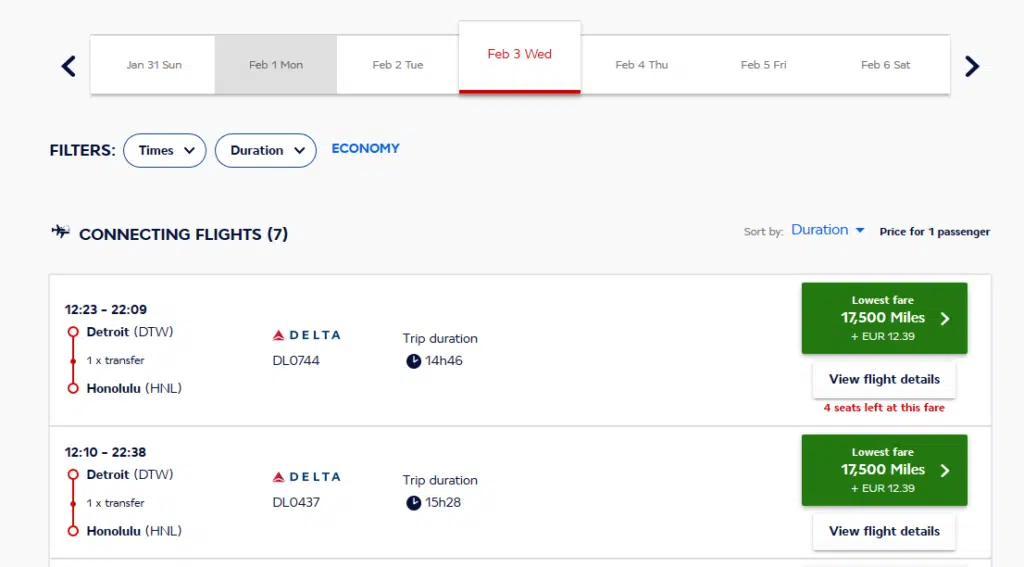 Jan 31 Sun
Feb 1 Mon
Feb 2 Tue
Feb 3 Wed
Feb 4 Thu
Feb 5 Fri
Feb 6 Sat
FILTERS: Times Duration ECONOMY
CONNECTING FLIGHTS (7)
Sort by: Duration Price for 1 passenger
12:23 - 22:09
Detroit (DTW)
1 x transfer
Honolulu (HNL)
DELTA
DL0744
Trip duration
14h46
Lowest fare
17,500 Miles
+ EUR 12.39
View flight details
4 seats left at this fare
12:10 - 22:38
Detroit (DTW)
1 x transfer
Honolulu (HNL)
DELTA
DL0437
Trip duration
15h28
Lowest fare
17,500 Miles
+ EUR 12.39
View flight details